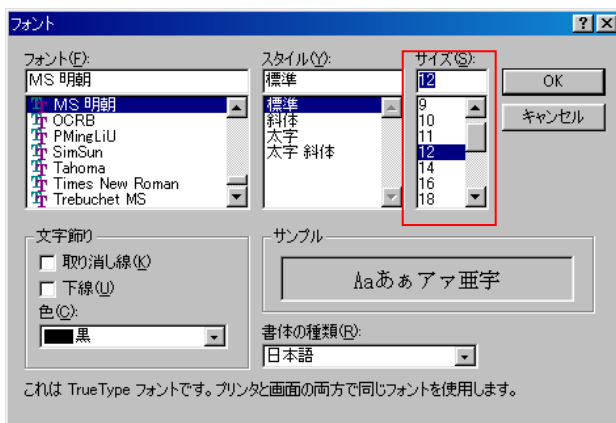 フォント
フォント(F):
MS 明朝
MS 明朝
OCRB
PMingLiU
SimSun
Tahoma
Times New Roman
Trebuchet MS
スタイル(Y):
標準
標準
斜体
太字
太字 斜体
サイズ(S):
12
9
10
11
12
14
16
18
OK
キャンセル
文字飾り
取り消し線(K)
下線(U)
色(C):
黒
サンプル
Aaあぁアァ亜宇
書体の種類(R):
日本語
これは TrueType フォントです。プリンタと画面の両方で同じフォントを使用します。